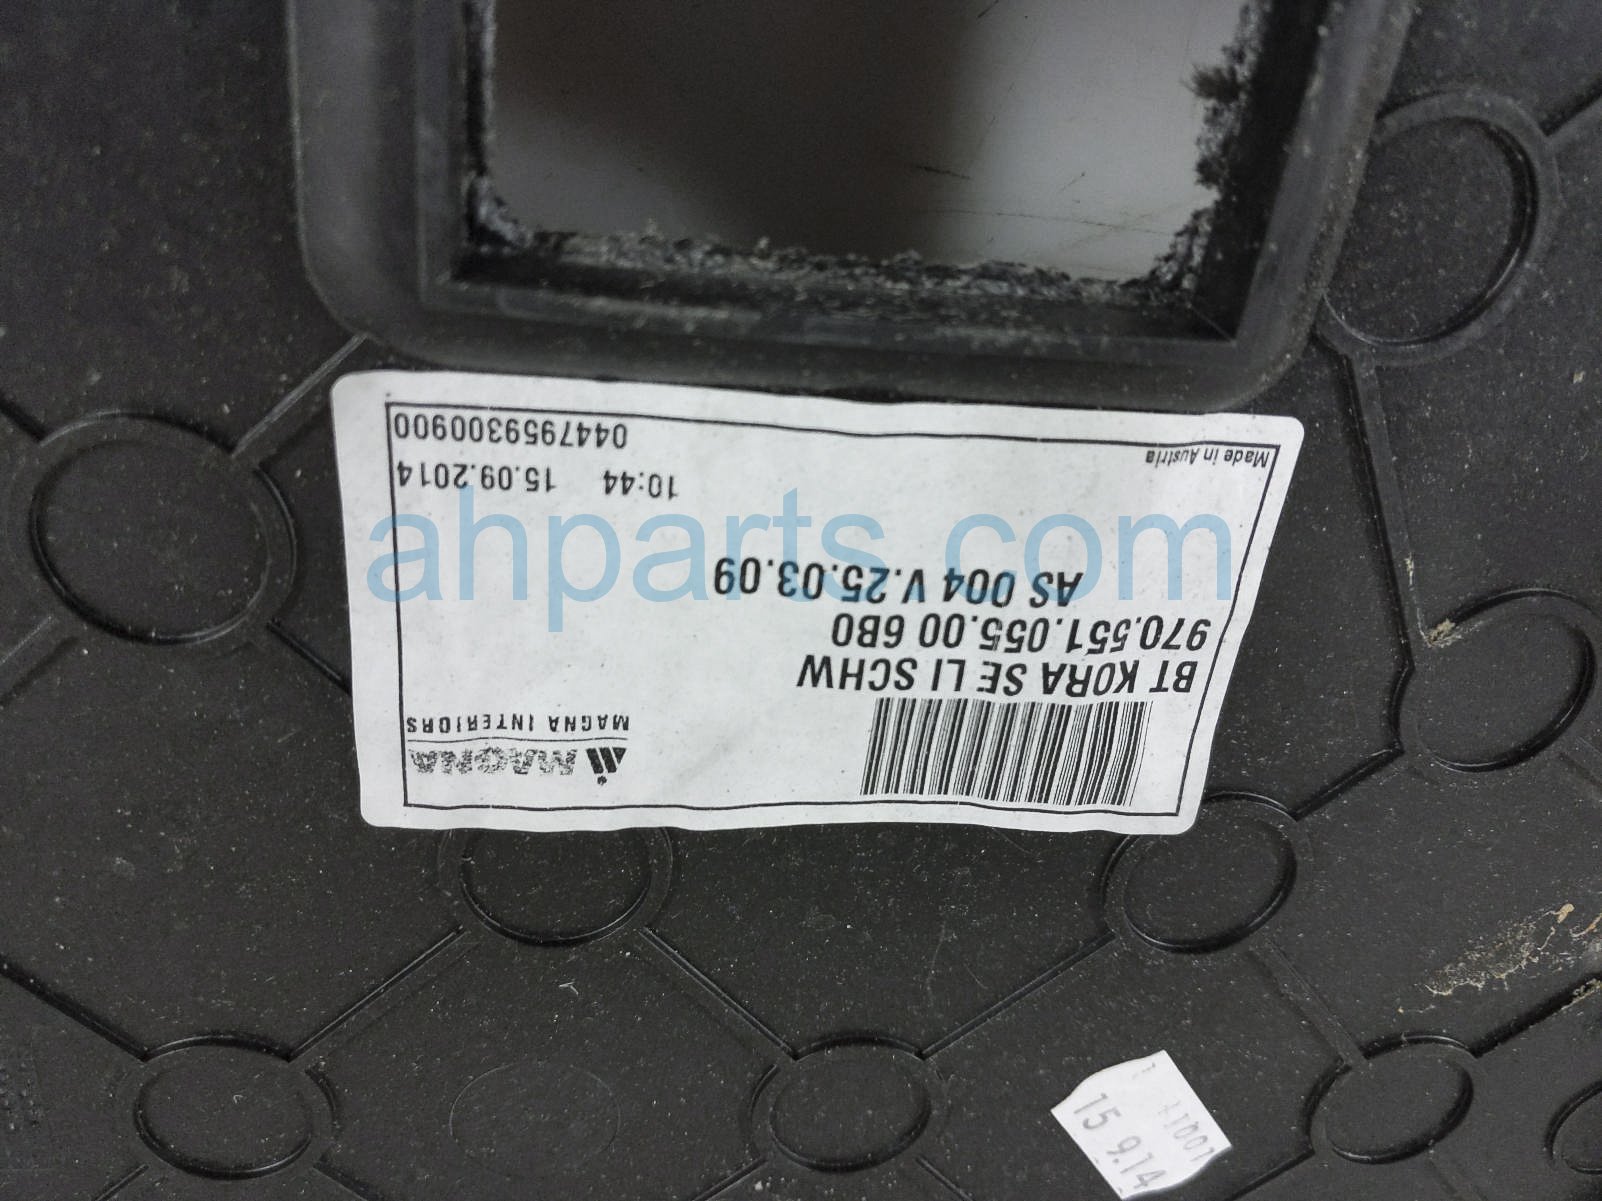 MAGNA
MAGNA INTERIORS
BT KORA SE LI SCHW
970.551.055.00 6B0
AS 004 V.25.03.09
10:44 15.09.2014
Made in Austria
0447959300900
ahparts.com
15 9.14